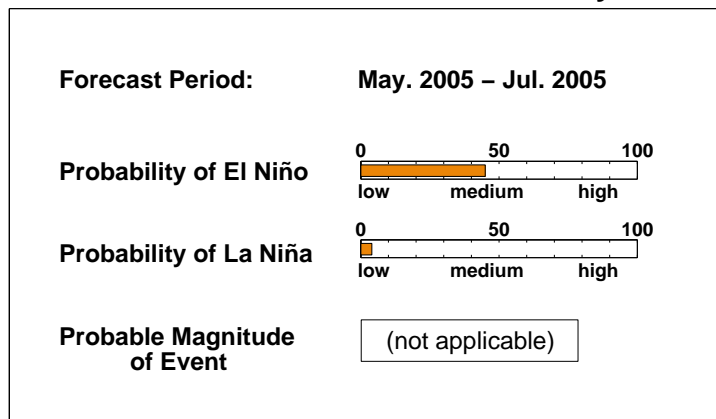 Forecast Period: May. 2005 – Jul. 2005
0 50 100
Probability of El Niño
low medium high
0 50 100
Probability of La Niña
low medium high
Probable Magnitude
of Event
(not applicable)